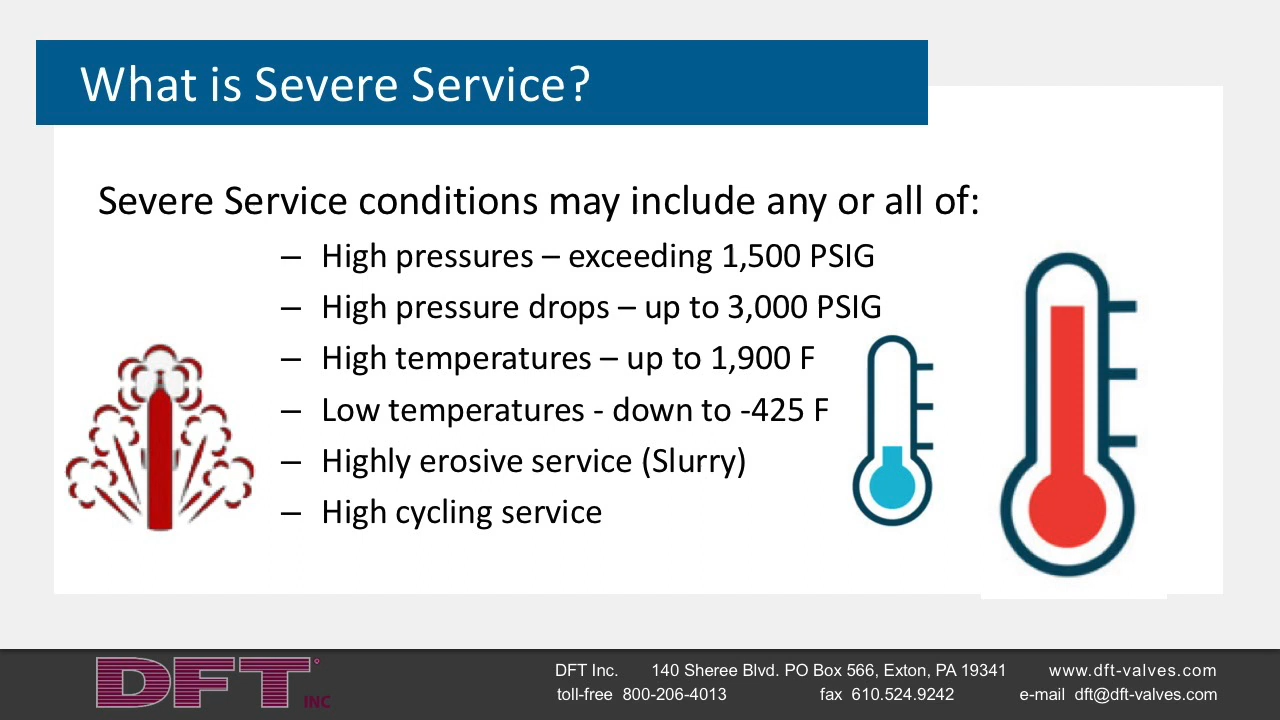 What is Severe Service?
Severe Service conditions may include any or all of:
– High pressures – exceeding 1,500 PSIG
– High pressure drops – up to 3,000 PSIG
– High temperatures – up to 1,900 F
– Low temperatures - down to -425 F
– Highly erosive service (Slurry)
– High cycling service
DFT INC
DFT Inc. 140 Sheree Blvd. PO Box 566, Exton, PA 19341 www.dft-valves.com
toll-free 800-206-4013 fax 610.524.9242 e-mail dft@dft-valves.com